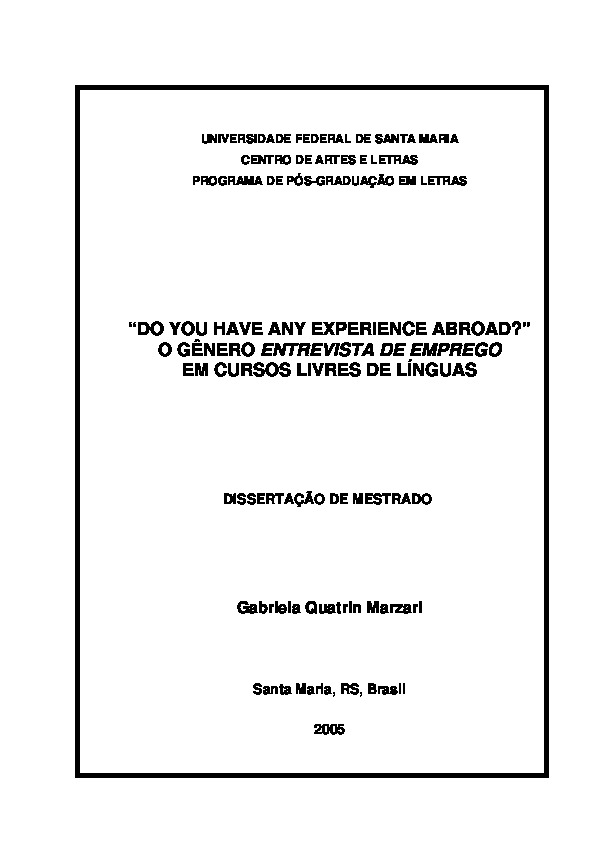 UNIVERSIDADE FEDERAL DE SANTA MARIA
CENTRO DE ARTES E LETRAS
PROGRAMA DE PÓS-GRADUAÇÃO EM LETRAS
“DO YOU HAVE ANY EXPERIENCE ABROAD?”
O GÊNERO ENTREVISTA DE EMPREGO
EM CURSOS LIVRES DE LÍNGUAS
DISSERTAÇÃO DE MESTRADO
Gabriela Quatrin Marzari
Santa Maria, RS, Brasil
2005